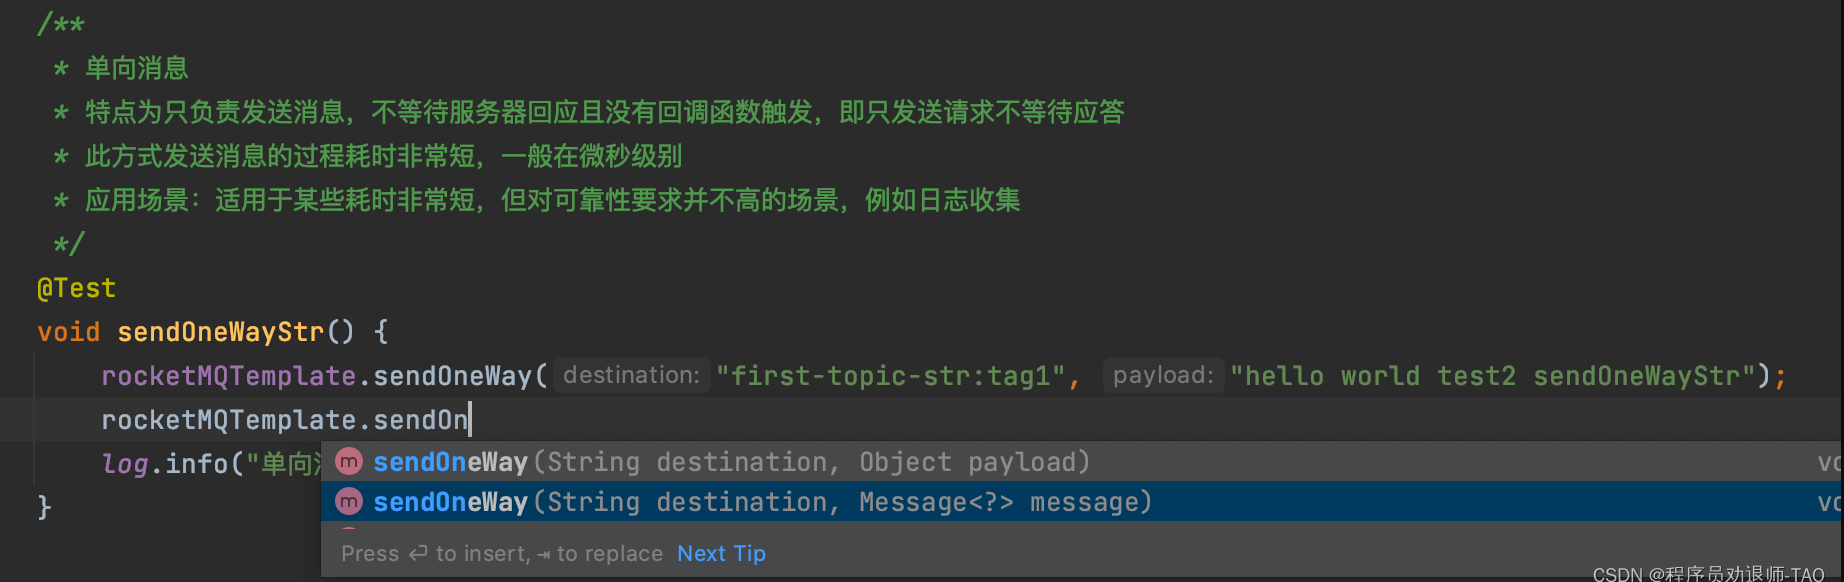 /**
* 单向消息
* 特点为只负责发送消息，不等待服务器回应且没有回调函数触发，即只发送请求不等待应答
* 此方式发送消息的过程耗时非常短，一般在微秒级别
* 应用场景：适用于某些耗时非常短，但对可靠性要求并不高的场景，例如日志收集
*/
@Test
void sendOneWayStr() {
rocketMQTemplate.sendOneWay( destination: "first-topic-str:tag1", payload: "hello world test2 sendOneWayStr");
rocketMQTemplate.sendOn
log.info("单向
m sendOneWay(String destination, Object payload)
m sendOneWay(String destination, Message<?> message)
}
Press ↵ to insert, ⇥ to replace Next Tip
CSDN @程序员劝退师-TAO